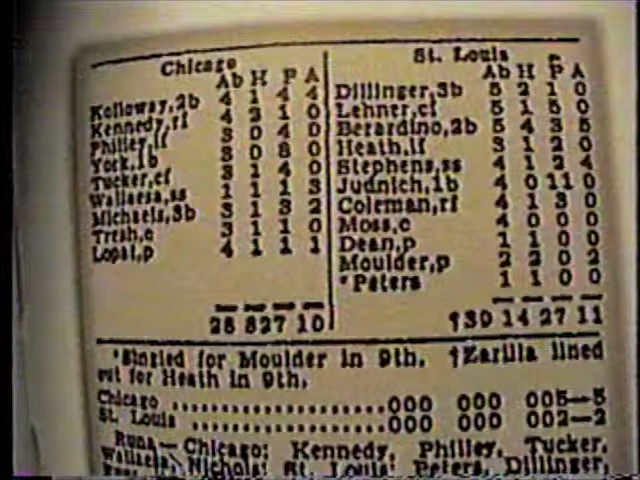 Chicago
Ab H P A
Kolloway,2b 4 1 4 4
Kennedy,rf 4 2 1 0
Philley,lf 3 0 4 0
York,1b 3 0 8 0
Tucker,cf 3 1 4 0
Wallaesa,ss 1 1 1 3
Michaels,3b 3 1 3 2
Tresh,c 3 1 1 0
Lopat,p 4 1 1 1
28 8 27 10
St. Louis
Ab H P A
Dillinger,3b 5 2 1 0
Lehner,cf 5 1 5 0
Berardino,2b 5 4 3 5
Heath,lf 3 1 2 0
Stephens,ss 4 1 2 4
Judnich,1b 4 0 11 0
Coleman,rf 4 1 3 0
Moss,c 4 0 0 0
Dean,p 1 1 0 0
Moulder,p 2 2 0 2
*Peters 1 1 0 0
†39 14 27 11
*Singled for Moulder in 9th. †Zarilla lined
out for Heath in 9th.
Chicago ....................000 000 005—5
St. Louis ..................000 000 002—2
Runs—Chicago: Kennedy, Philley, Tucker,
Wallaesa, Nichols; St. Louis: Peters, Dillinger,